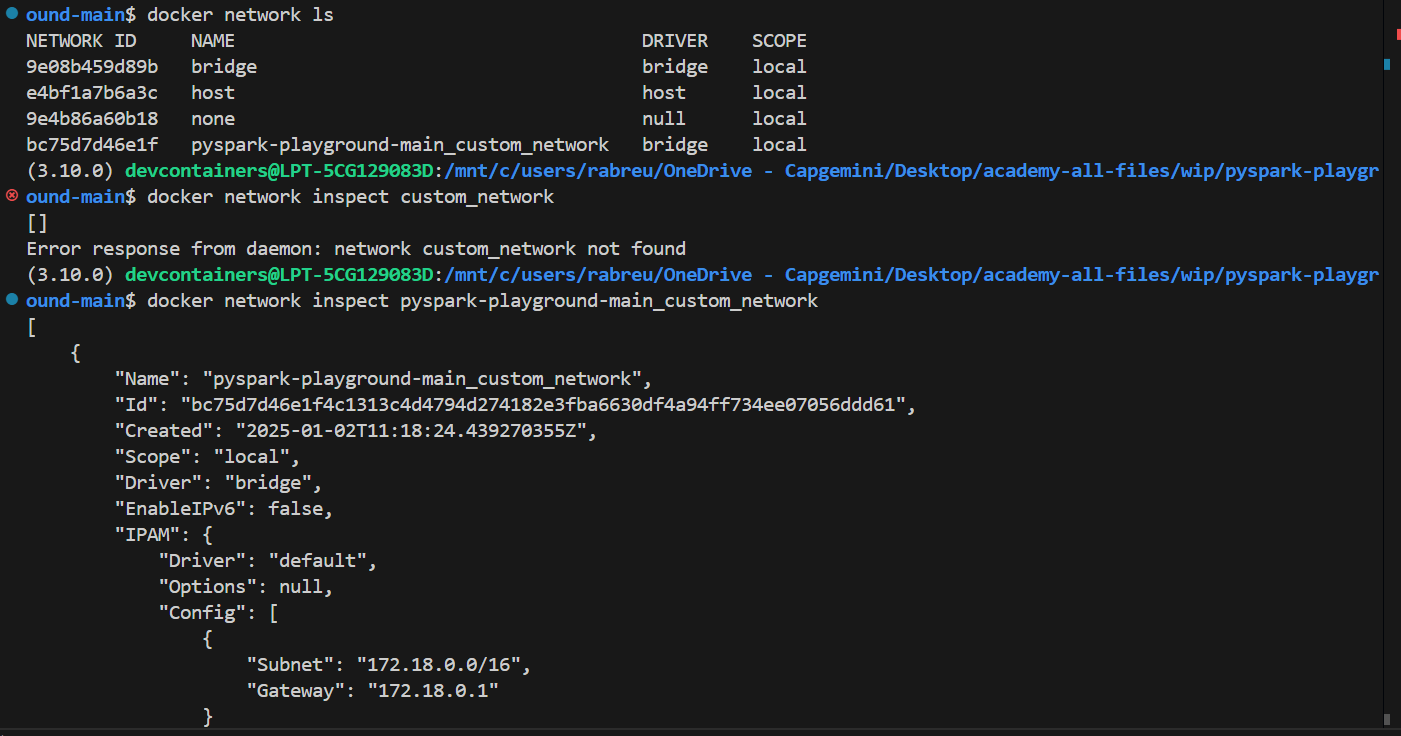 ound-main$ docker network ls
NETWORK ID     NAME                                     DRIVER    SCOPE
9e08b459d89b   bridge                                   bridge    local
e4bf1a7b6a3c   host                                     host      local
9e4b86a60b18   none                                     null      local
bc75d7d46e1f   pyspark-playground-main_custom_network   bridge    local
(3.10.0) devcontainers@LPT-5CG129083D:/mnt/c/users/rabreu/OneDrive - Capgemini/Desktop/academy-all-files/wip/pyspark-playgr
ound-main$ docker network inspect custom_network
[]
Error response from daemon: network custom_network not found
(3.10.0) devcontainers@LPT-5CG129083D:/mnt/c/users/rabreu/OneDrive - Capgemini/Desktop/academy-all-files/wip/pyspark-playgr
ound-main$ docker network inspect pyspark-playground-main_custom_network
[
    {
        "Name": "pyspark-playground-main_custom_network",
        "Id": "bc75d7d46e1f4c1313c4d4794d274182e3fba6630df4a94ff734ee07056ddd61",
        "Created": "2025-01-02T11:18:24.439270355Z",
        "Scope": "local",
        "Driver": "bridge",
        "EnableIPv6": false,
        "IPAM": {
            "Driver": "default",
            "Options": null,
            "Config": [
                {
                    "Subnet": "172.18.0.0/16",
                    "Gateway": "172.18.0.1"
                }